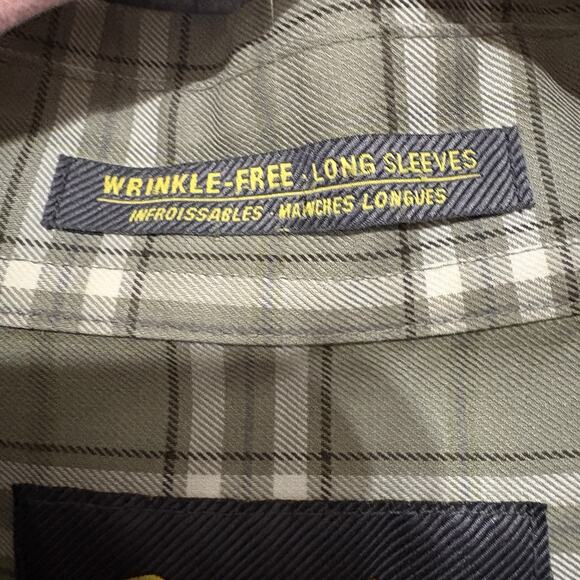 WRINKLE-FREE · LONG SLEEVES
INFROISSABLES · MANCHES LONGUES